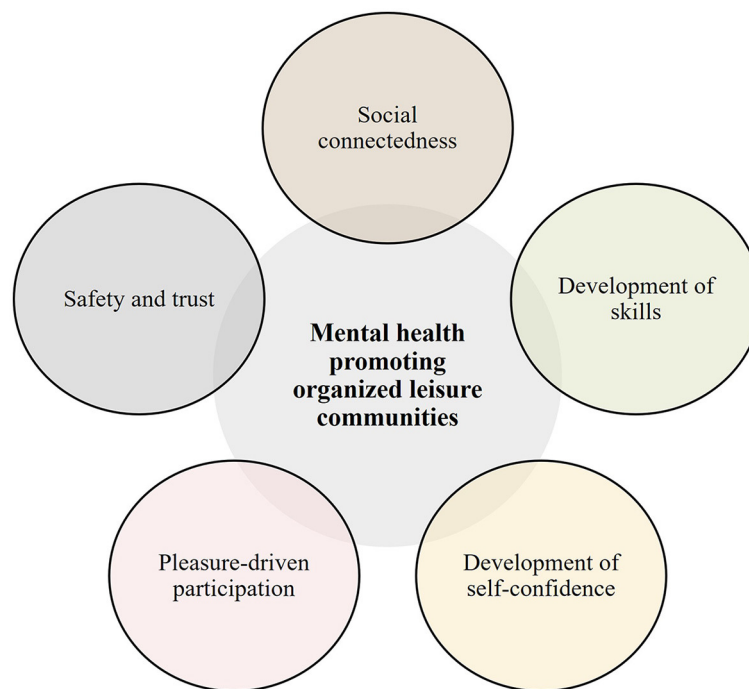 Social
connectedness
Safety and trust
Development of
skills
Mental health
promoting
organized leisure
communities
Pleasure-driven
participation
Development of
self-confidence